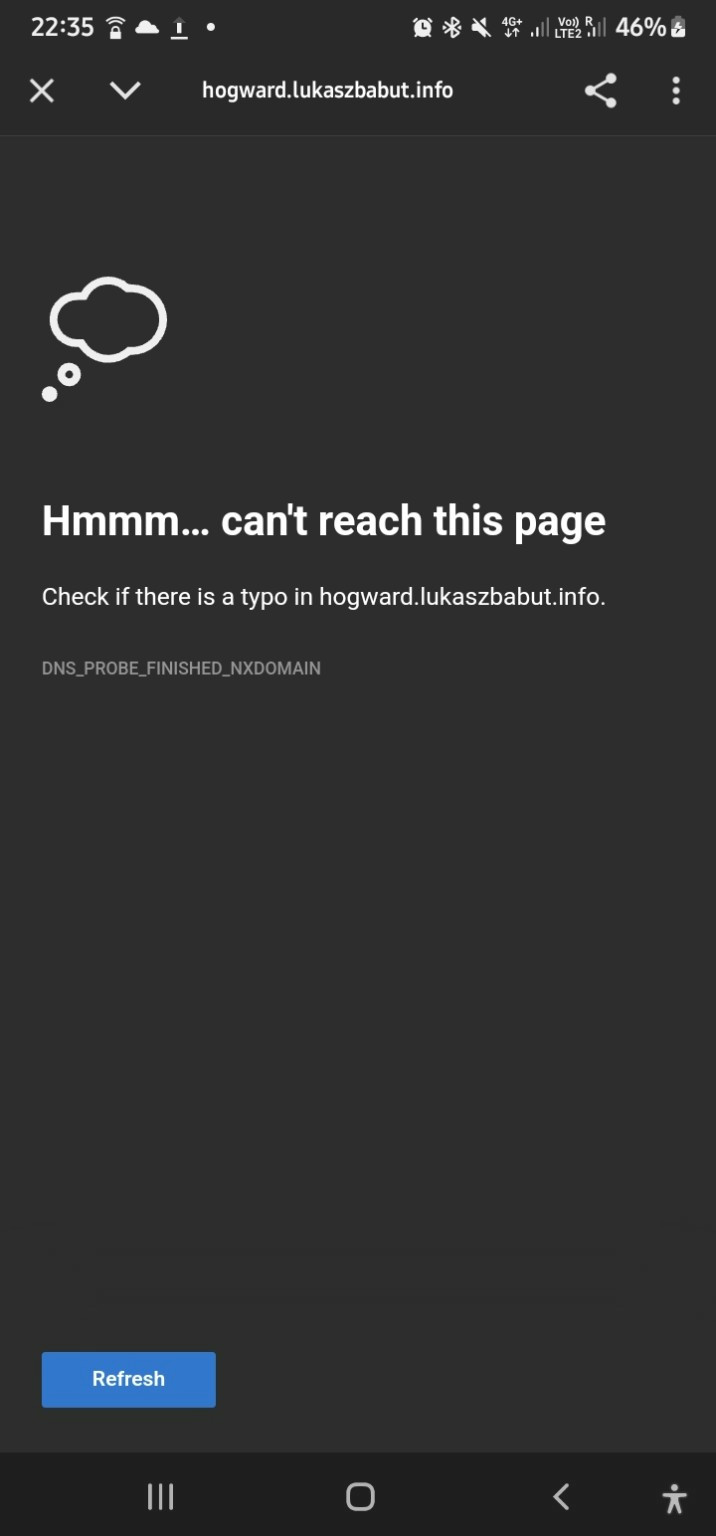 22:35 4G+ Vo)) R LTE2 46%
hogward.lukaszbabut.info
Hmmm... can't reach this page
Check if there is a typo in hogward.lukaszbabut.info.
DNS_PROBE_FINISHED_NXDOMAIN
Refresh